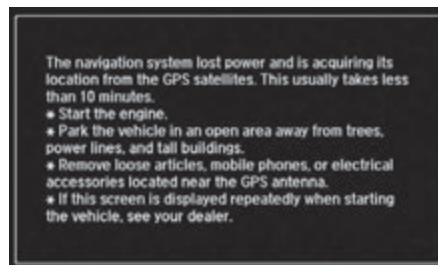 The navigation system lost power and is acquiring its
location from the GPS satellites. This usually takes less
than 10 minutes.
* Start the engine.
* Park the vehicle in an open area away from trees,
power lines, and tall buildings.
* Remove loose articles, mobile phones, or electrical
accessories located near the GPS antenna.
* If this screen is displayed repeatedly when starting
the vehicle, see your dealer.